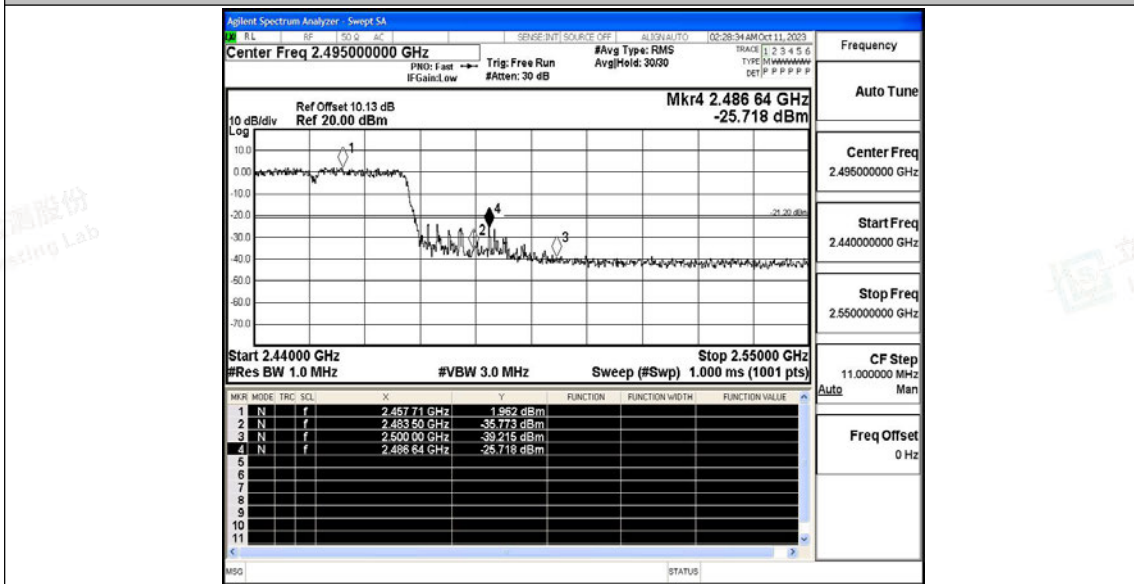 Agilent Spectrum Analyzer - Swept SA
RL RF 50 Ω AC SENSE:INT SOURCE OFF ALIGN AUTO 02:28:34 AM Oct 11, 2023
Center Freq 2.495000000 GHz
PNO: Fast
IFGain:Low
Trig: Free Run
#Atten: 30 dB
#Avg Type: RMS
Avg|Hold: 30/30
TRACE 1 2 3 4 5 6
TYPE M
DET P P P P P P
Mkr4 2.486 64 GHz
-25.718 dBm
Ref Offset 10.13 dB
10 dB/div Ref 20.00 dBm
Log
10.0
0.00
-10.0
-20.0
-30.0
-40.0
-50.0
-60.0
-70.0
1
2
3
4
-21.20 dBm
Start 2.44000 GHz Stop 2.55000 GHz
#Res BW 1.0 MHz #VBW 3.0 MHz Sweep (#Swp) 1.000 ms (1001 pts)
MKR MODE TRC SCL X Y FUNCTION FUNCTION WIDTH FUNCTION VALUE
1 N f 2.457 71 GHz 1.962 dBm
2 N f 2.483 50 GHz -35.773 dBm
3 N f 2.500 00 GHz -39.215 dBm
4 N f 2.486 64 GHz -25.718 dBm
5
6
7
8
9
10
11
MSG STATUS
Frequency
Auto Tune
Center Freq
2.495000000 GHz
Start Freq
2.440000000 GHz
Stop Freq
2.550000000 GHz
CF Step
11.000000 MHz
Auto Man
Freq Offset
0 Hz
测股份
sting Lab
立